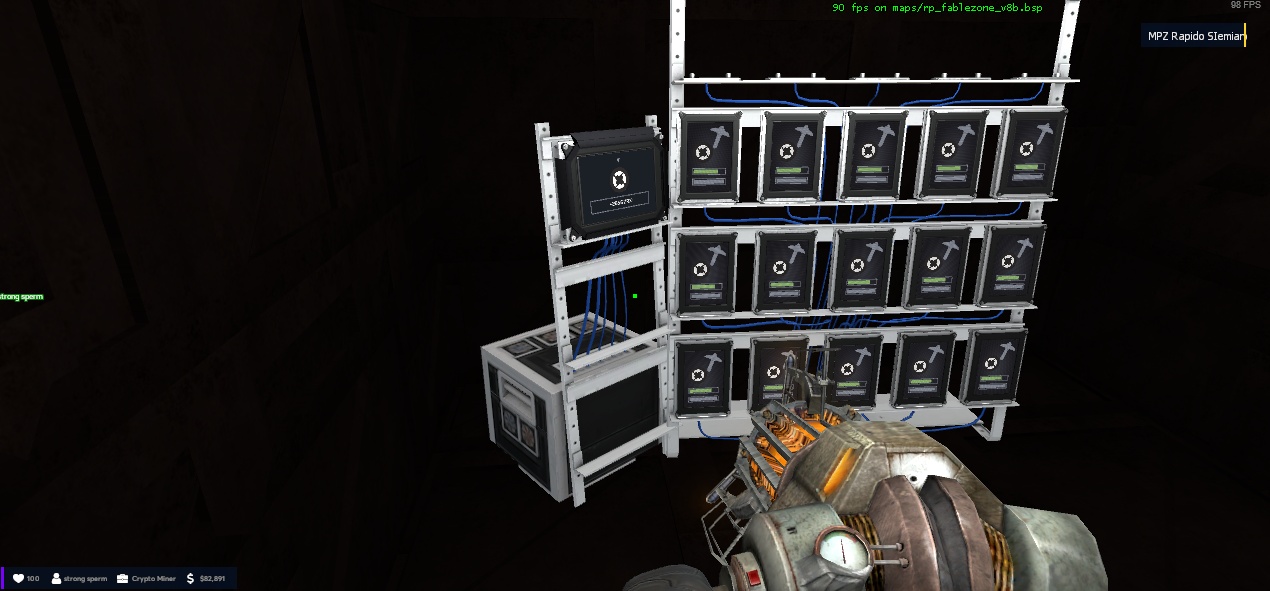 90 fps on maps/rp_fablezone_v8b.bsp
98 FPS
MPZ Rapido SIemian
strong sperm
100
strong sperm
Crypto Miner
$82,891